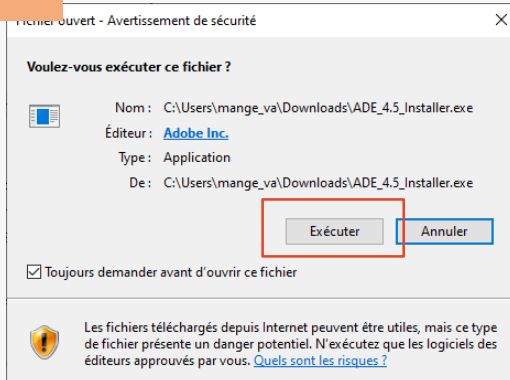 Fichier ouvert - Avertissement de sécurité
Voulez-vous exécuter ce fichier ?
Nom : C:\Users\mange_va\Downloads\ADE_4.5_Installer.exe
Éditeur : Adobe Inc.
Type : Application
De : C:\Users\mange_va\Downloads\ADE_4.5_Installer.exe
Exécuter Annuler
Toujours demander avant d'ouvrir ce fichier
Les fichiers téléchargés depuis Internet peuvent être utiles, mais ce type
de fichier présente un danger potentiel. N'exécutez que les logiciels des
éditeurs approuvés par vous. Quels sont les risques ?